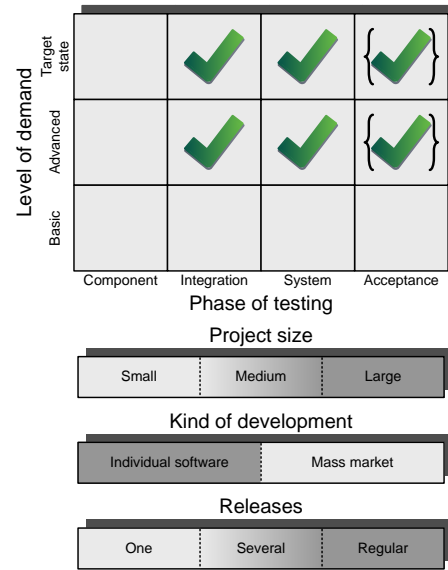 Level of demand
Target
state
Advanced
Basic
Component Integration System Acceptance
Phase of testing
Project size
Small Medium Large
Kind of development
Individual software Mass market
Releases
One Several Regular